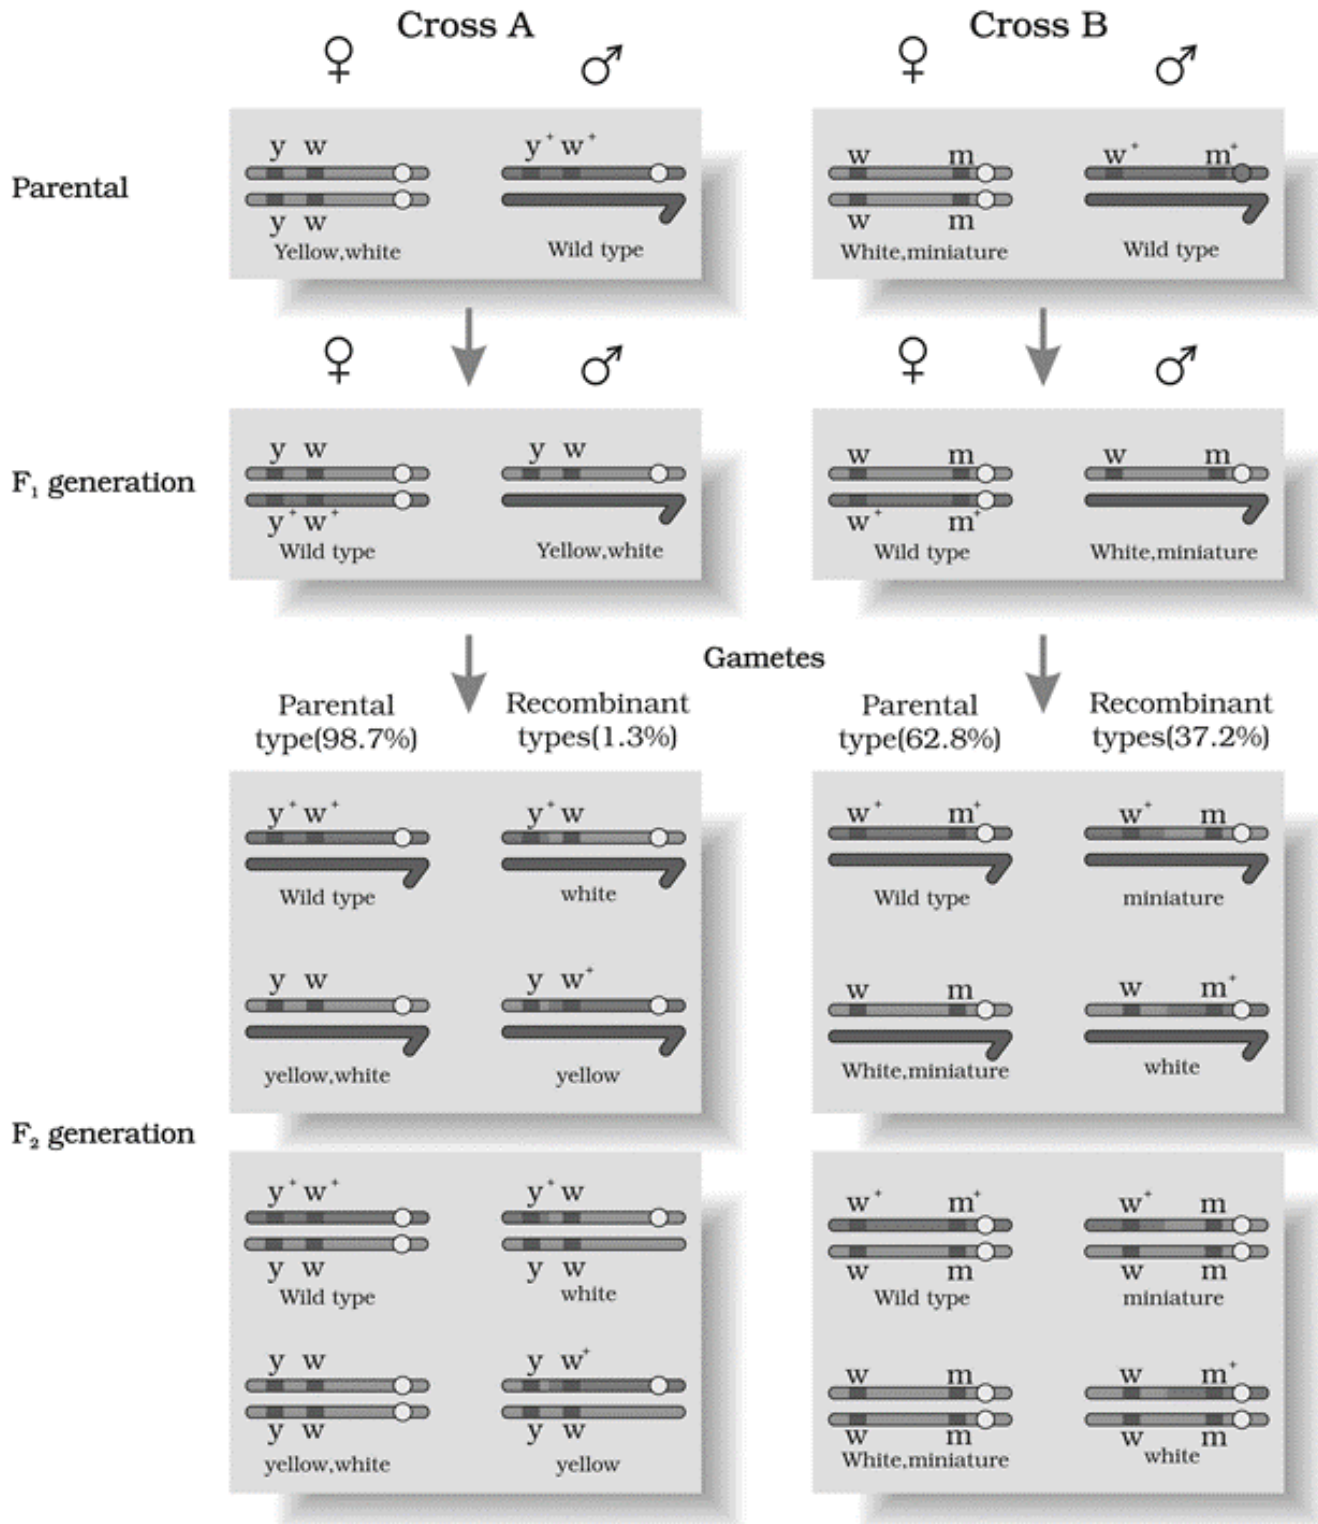 Cross A Cross B
♀ ♂ ♀ ♂
Parental
y w y⁺ w⁺ w m w⁺ m⁺
y w w m
Yellow,white Wild type White,miniature Wild type
♀ ♂ ♀ ♂
F₁ generation
y w y w w m w m
y⁺ w⁺ w⁺ m⁺
Wild type Yellow,white Wild type White,miniature
Gametes
Parental Recombinant Parental Recombinant
type(98.7%) types(1.3%) type(62.8%) types(37.2%)
y⁺ w⁺ y⁺ w w⁺ m⁺ w⁺ m
Wild type white Wild type miniature
y w y w⁺ w m w m⁺
yellow,white yellow White,miniature white
F₂ generation
y⁺ w⁺ y⁺ w w⁺ m⁺ w⁺ m
y w y w w m w m
Wild type white Wild type miniature
y w y w⁺ w m w m⁺
y w y w w m w m
yellow,white yellow White,miniature white